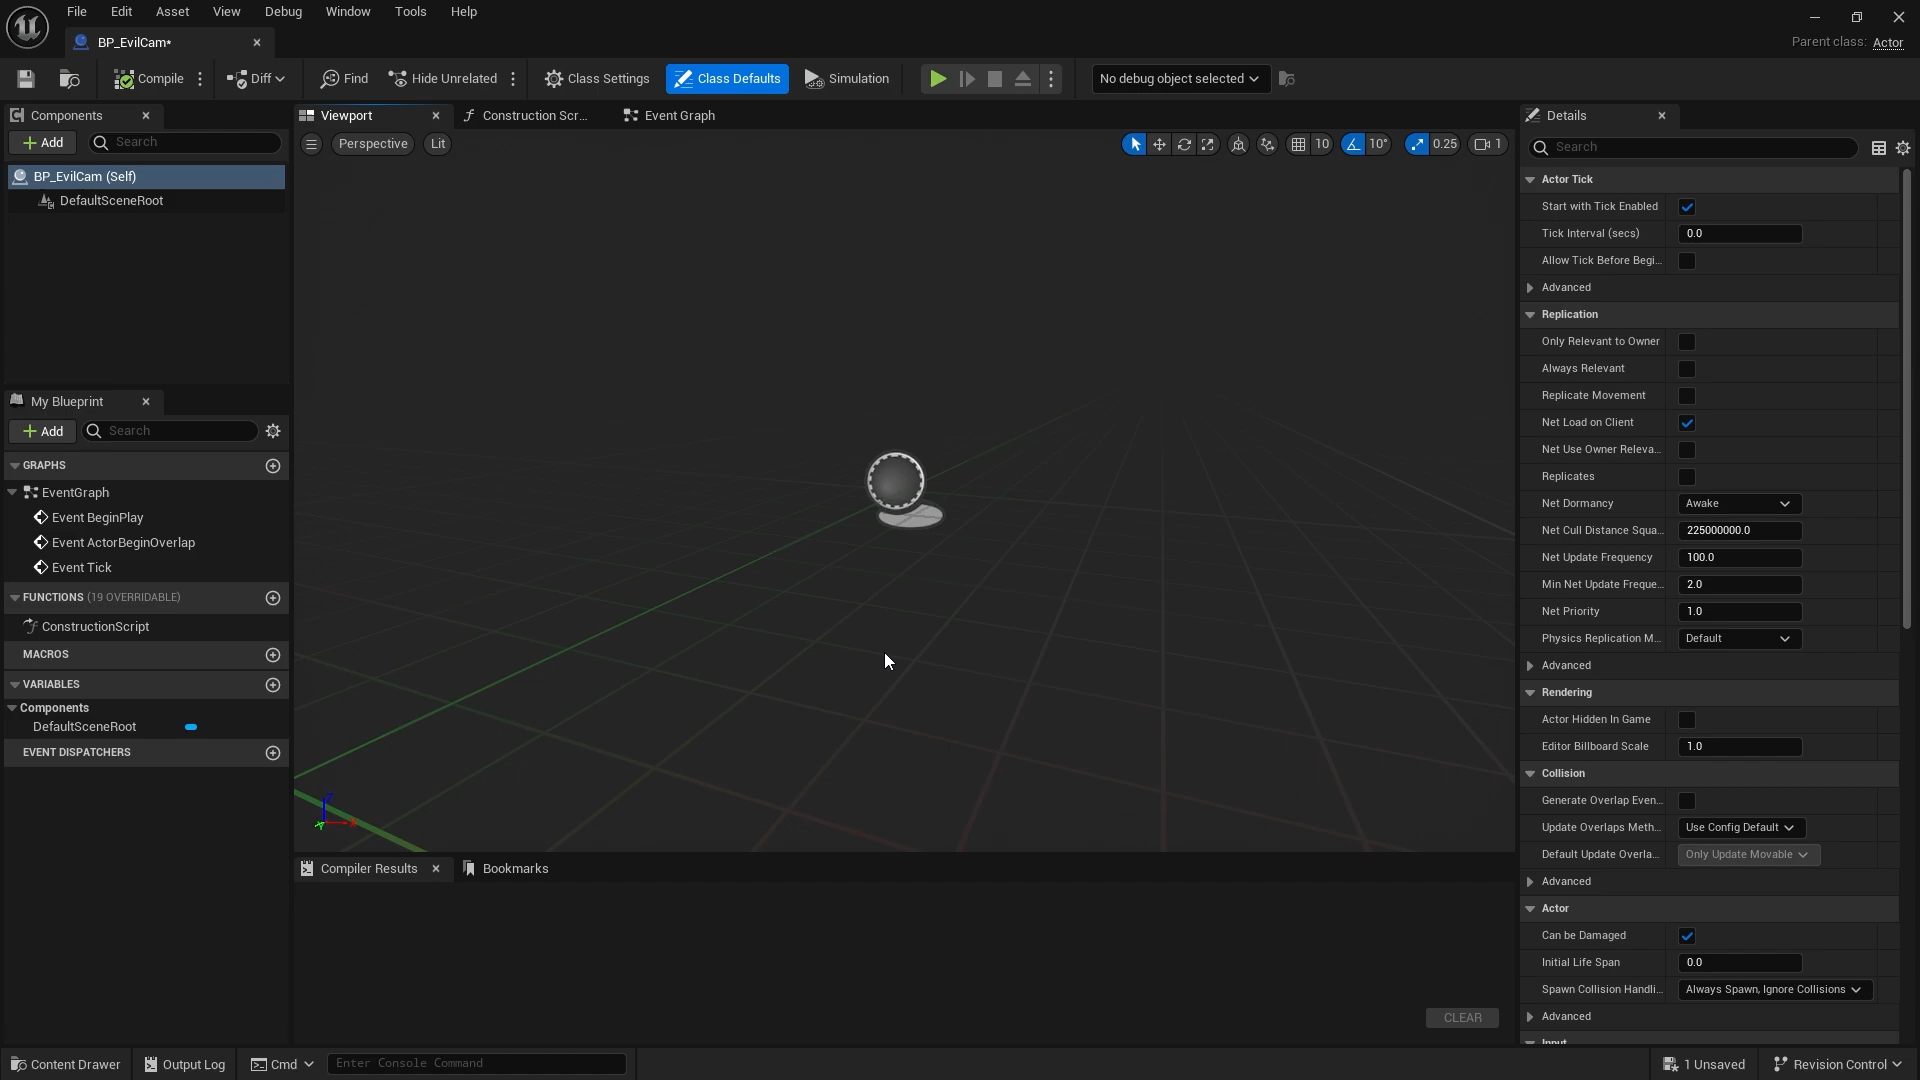 File Edit Asset View Debug Window Tools Help
BP_EvilCam*
Parent class: Actor
Compile Diff Find Hide Unrelated Class Settings Class Defaults Simulation No debug object selected
Components
Add Search
BP_EvilCam (Self)
DefaultSceneRoot
My Blueprint
Add Search
GRAPHS
EventGraph
Event BeginPlay
Event ActorBeginOverlap
Event Tick
FUNCTIONS (19 OVERRIDABLE)
ConstructionScript
MACROS
VARIABLES
Components
DefaultSceneRoot
EVENT DISPATCHERS
Viewport Construction Scr... Event Graph
Perspective Lit 10 10° 0.25 1
Z
Y X
Compiler Results Bookmarks
CLEAR
Details
Search
Actor Tick
Start with Tick Enabled
Tick Interval (secs) 0.0
Allow Tick Before Begi...
Advanced
Replication
Only Relevant to Owner
Always Relevant
Replicate Movement
Net Load on Client
Net Use Owner Releva...
Replicates
Net Dormancy Awake
Net Cull Distance Squa... 225000000.0
Net Update Frequency 100.0
Min Net Update Freque... 2.0
Net Priority 1.0
Physics Replication M... Default
Advanced
Rendering
Actor Hidden In Game
Editor Billboard Scale 1.0
Collision
Generate Overlap Even...
Update Overlaps Meth... Use Config Default
Default Update Overla... Only Update Movable
Advanced
Actor
Can be Damaged
Initial Life Span 0.0
Spawn Collision Handli... Always Spawn, Ignore Collisions
Advanced
Input
Content Drawer Output Log Cmd Enter Console Command 1 Unsaved Revision Control